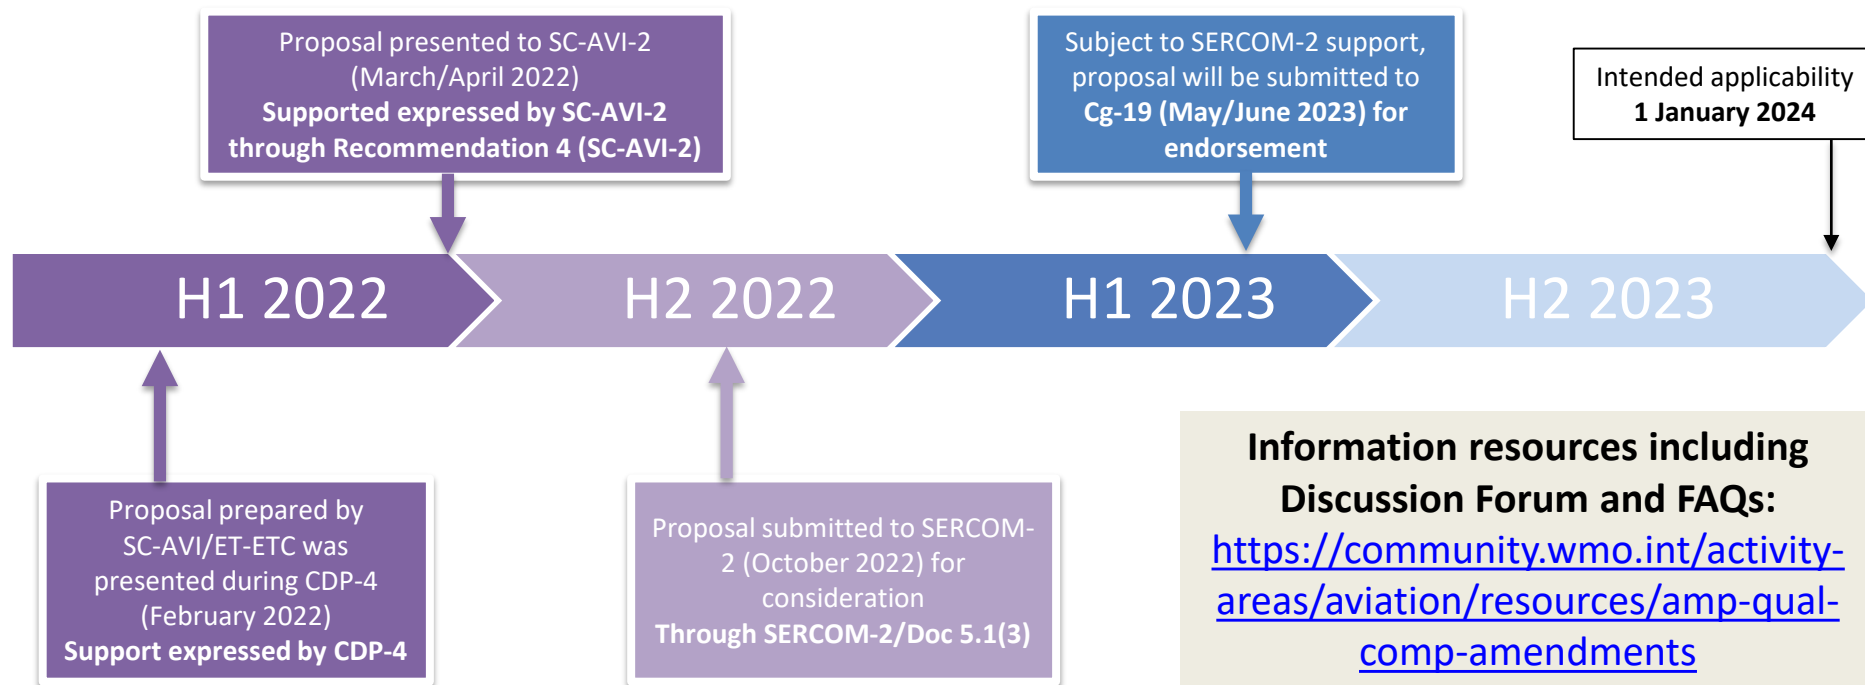 Proposal presented to SC-AVI-2
(March/April 2022)
Supported expressed by SC-AVI-2
through Recommendation 4 (SC-AVI-2)
Subject to SERCOM-2 support,
proposal will be submitted to
Cg-19 (May/June 2023) for
endorsement
Intended applicability
1 January 2024
H1 2022
H2 2022
H1 2023
H2 2023
Proposal prepared by
SC-AVI/ET-ETC was
presented during CDP-4
(February 2022)
Support expressed by CDP-4
Proposal submitted to SERCOM-
2 (October 2022) for
consideration
Through SERCOM-2/Doc 5.1(3)
Information resources including
Discussion Forum and FAQs:
https://community.wmo.int/activity-
areas/aviation/resources/amp-qual-
comp-amendments